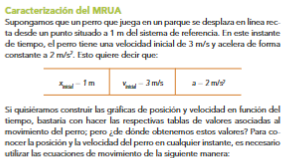 Caracterización del MRUA
Supongamos que un perro que juega en un parque se desplaza en línea rec-
ta desde un punto situado a 1 m del sistema de referencia. En este instante
de tiempo, el perro tiene una velocidad inicial de 3 m/s y acelera de forma
constante a 2 m/s². Esto quiere decir que:
x inicial = 1 m v inicial = 3 m/s a = 2 m/s²
Si quisiéramos construir las gráficas de posición y velocidad en función del
tiempo, bastaría con hacer las respectivas tablas de valores asociadas al
movimiento del perro; pero ¿de dónde obtenemos estos valores? Para co-
nocer la posición y la velocidad del perro en cualquier instante, es necesario
utilizar las ecuaciones de movimiento de la siguiente manera: